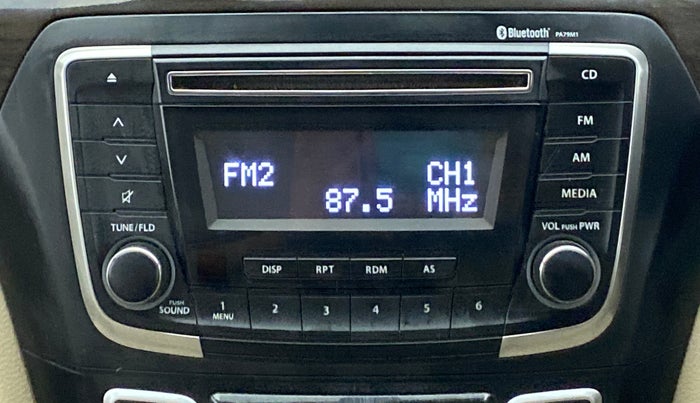 Bluetooth® PA79M1
CD
FM
AM
MEDIA
FM2 CH1
87.5 MHz
TUNE/FLD
VOL PUSH PWR
DISP RPT RDM AS
PUSH
SOUND
1 2 3 4 5 6
MENU